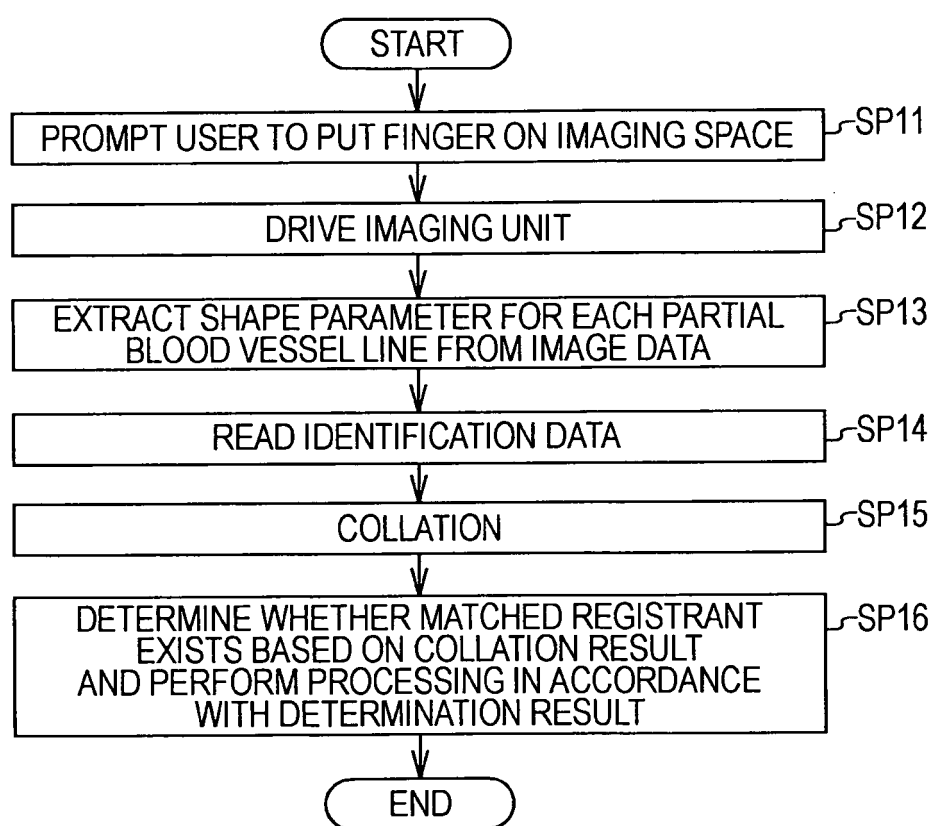 START
PROMPT USER TO PUT FINGER ON IMAGING SPACE
SP11
DRIVE IMAGING UNIT
SP12
EXTRACT SHAPE PARAMETER FOR EACH PARTIAL
BLOOD VESSEL LINE FROM IMAGE DATA
SP13
READ IDENTIFICATION DATA
SP14
COLLATION
SP15
DETERMINE WHETHER MATCHED REGISTRANT
EXISTS BASED ON COLLATION RESULT
AND PERFORM PROCESSING IN ACCORDANCE
WITH DETERMINATION RESULT
SP16
END